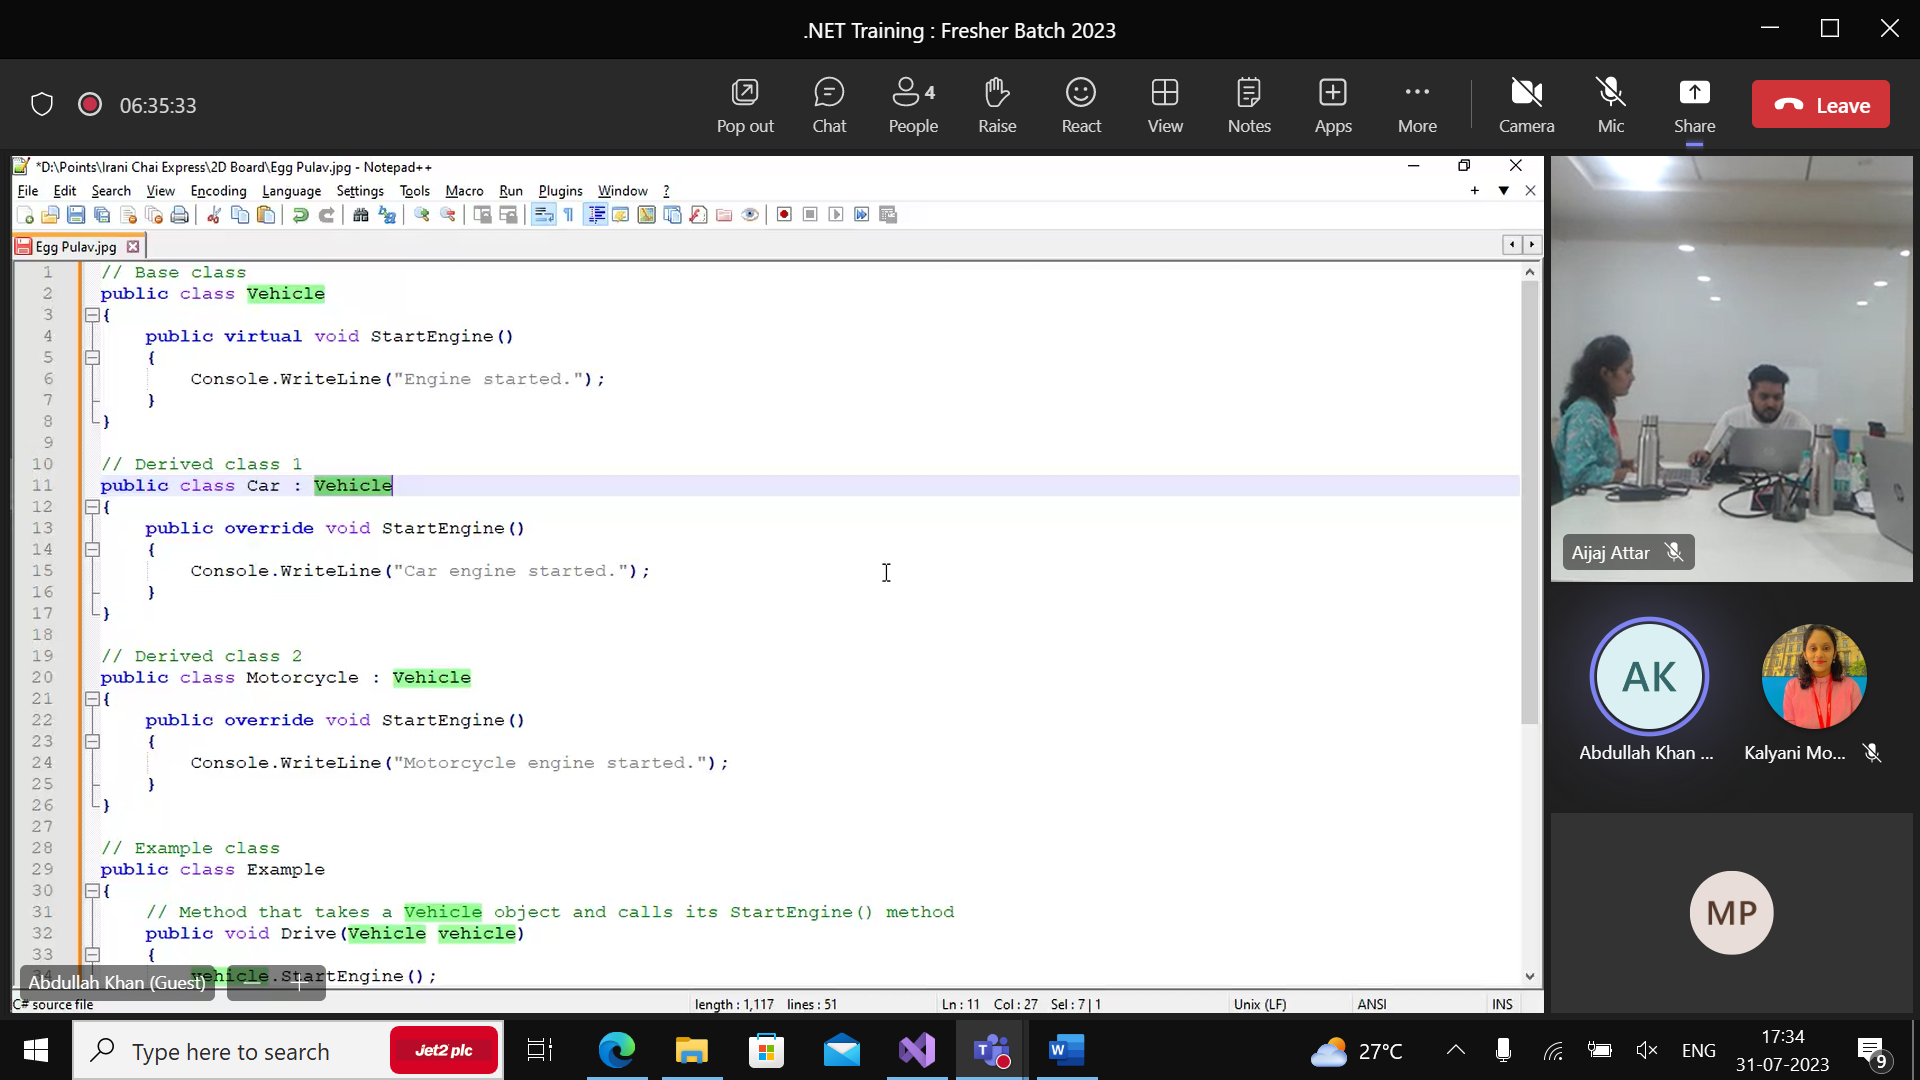 .NET Training : Fresher Batch 2023
06:35:33
Pop out
Chat
4
People
Raise
React
View
Notes
Apps
More
Camera
Mic
Share
Leave
*D:\Points\Irani Chai Express\2D Board\Egg Pulav.jpg - Notepad++
File Edit Search View Encoding Language Settings Tools Macro Run Plugins Window ?
Egg Pulav.jpg
1 // Base class
2 public class Vehicle
3 {
4 public virtual void StartEngine()
5 {
6 Console.WriteLine("Engine started.");
7 }
8 }
9
10 // Derived class 1
11 public class Car : Vehicle
12 {
13 public override void StartEngine()
14 {
15 Console.WriteLine("Car engine started.");
16 }
17 }
18
19 // Derived class 2
20 public class Motorcycle : Vehicle
21 {
22 public override void StartEngine()
23 {
24 Console.WriteLine("Motorcycle engine started.");
25 }
26 }
27
28 // Example class
29 public class Example
30 {
31 // Method that takes a Vehicle object and calls its StartEngine() method
32 public void Drive(Vehicle vehicle)
33 {
34 vehicle.StartEngine();
Abdullah Khan (Guest)
C# source file length : 1,117 lines : 51 Ln : 11 Col : 27 Sel : 7 | 1 Unix (LF) ANSI INS
Aijaj Attar
AK
Abdullah Khan ...
Kalyani Mo...
MP
Type here to search
Jet2 plc
27°C
ENG
17:34
31-07-2023
9